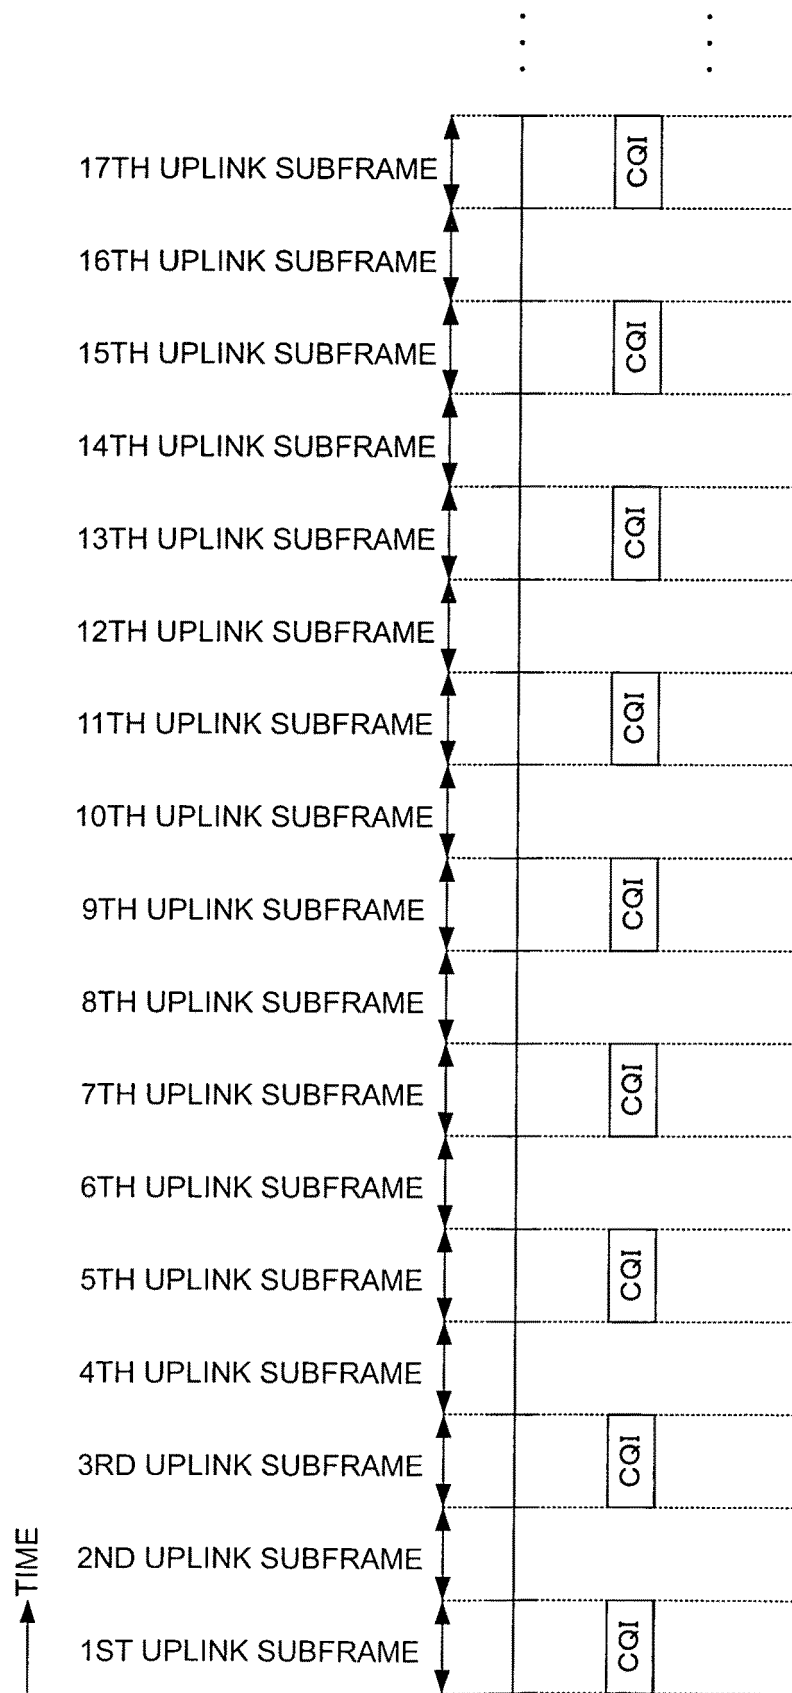 17TH UPLINK SUBFRAME
CQI
16TH UPLINK SUBFRAME
15TH UPLINK SUBFRAME
CQI
14TH UPLINK SUBFRAME
13TH UPLINK SUBFRAME
CQI
12TH UPLINK SUBFRAME
11TH UPLINK SUBFRAME
CQI
10TH UPLINK SUBFRAME
9TH UPLINK SUBFRAME
CQI
8TH UPLINK SUBFRAME
7TH UPLINK SUBFRAME
CQI
6TH UPLINK SUBFRAME
5TH UPLINK SUBFRAME
CQI
4TH UPLINK SUBFRAME
3RD UPLINK SUBFRAME
CQI
2ND UPLINK SUBFRAME
TIME
1ST UPLINK SUBFRAME
CQI